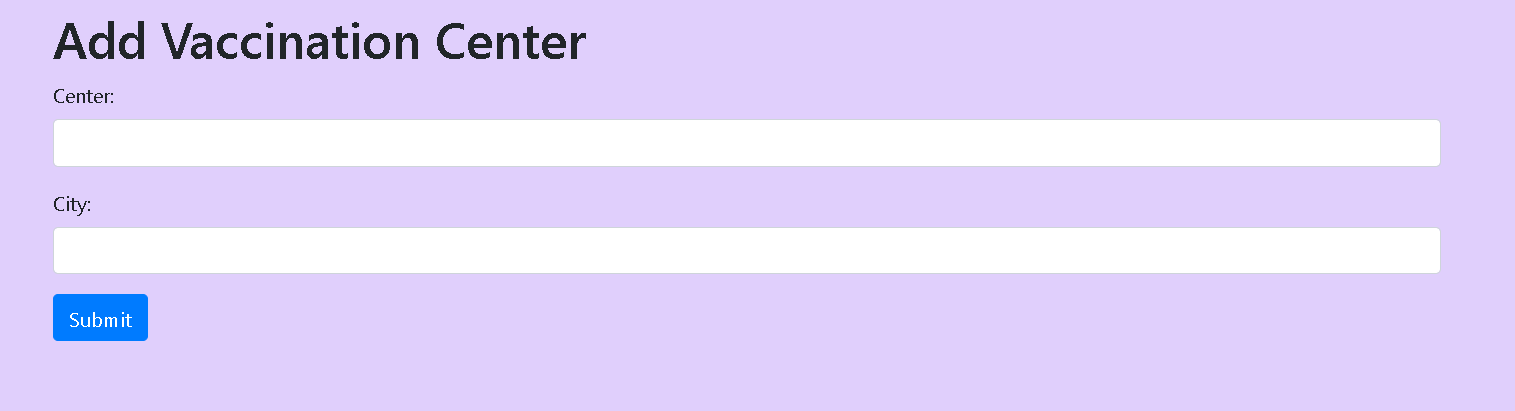 Add Vaccination Center
Center:
City:
Submit